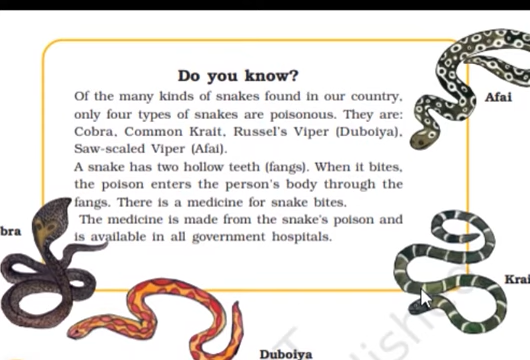 Do you know?
Of the many kinds of snakes found in our country,
only four types of snakes are poisonous. They are:
Cobra, Common Krait, Russel's Viper (Duboiya),
Saw-scaled Viper (Afai).
A snake has two hollow teeth (fangs). When it bites,
the poison enters the person's body through the
fangs. There is a medicine for snake bites.
The medicine is made from the snake's poison and
is available in all government hospitals.
Afai
bra
Krai
Duboiya